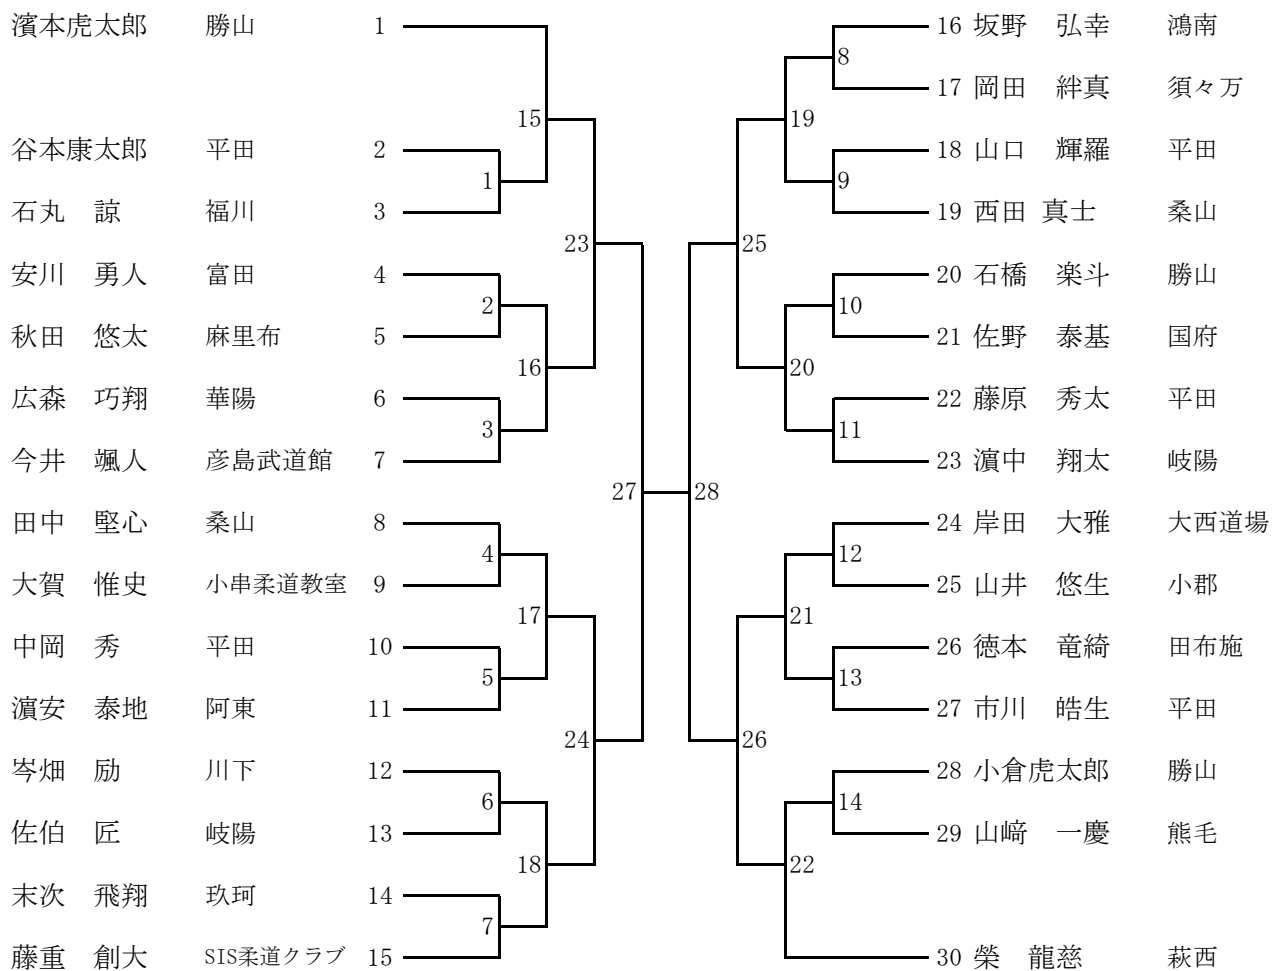 濱本虎太郎 勝山 1
谷本康太郎 平田 2
石丸 諒 福川 3
安川 勇人 富田 4
秋田 悠太 麻里布 5
広森 巧翔 華陽 6
今井 颯人 彦島武道館 7
田中 堅心 桑山 8
大賀 惟史 小串柔道教室 9
中岡 秀 平田 10
濵安 泰地 阿東 11
岑畑 励 川下 12
佐伯 匠 岐陽 13
末次 飛翔 玖珂 14
藤重 創大 SIS柔道クラブ 15
1
2
3
4
5
6
7
15
16
17
18
23
24
27
28
25
26
19
20
21
22
8
9
10
11
12
13
14
16 坂野 弘幸 鴻南
17 岡田 絆真 須々万
18 山口 輝羅 平田
19 西田 真士 桑山
20 石橋 楽斗 勝山
21 佐野 泰基 国府
22 藤原 秀太 平田
23 濵中 翔太 岐陽
24 岸田 大雅 大西道場
25 山井 悠生 小郡
26 徳本 竜綺 田布施
27 市川 皓生 平田
28 小倉虎太郎 勝山
29 山﨑 一慶 熊毛
30 榮 龍慈 萩西